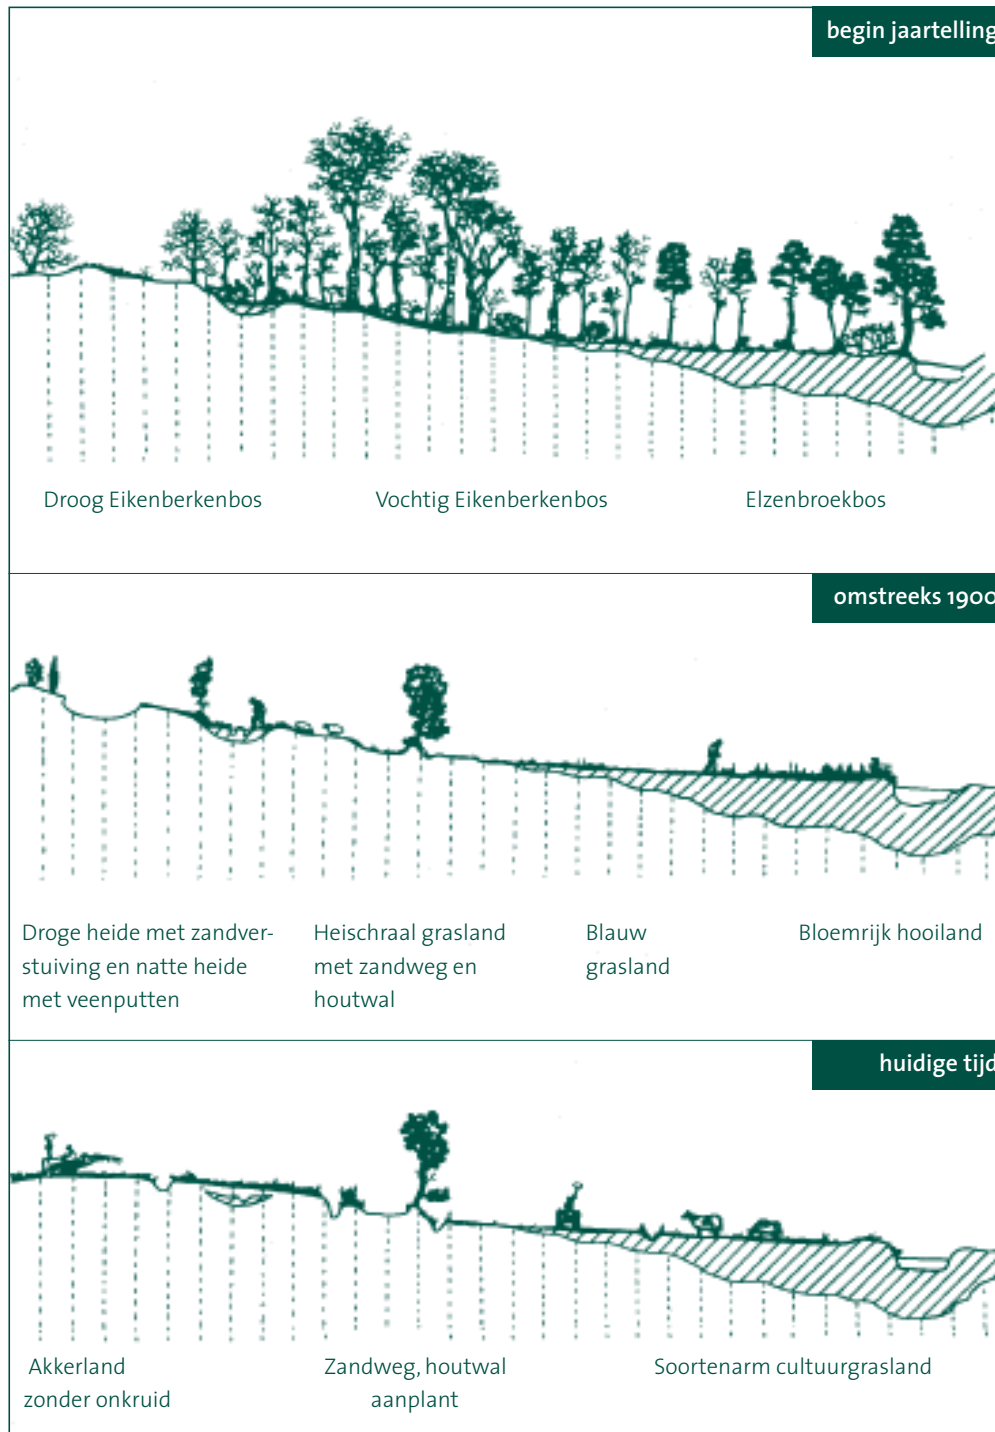 begin jaartelling
Droog Eikenberkenbos
Vochtig Eikenberkenbos
Elzenbroekbos
omstreeks 1900
Droge heide met zandver-
stuiving en natte heide
met veenputten
Heischraal grasland
met zandweg en
houtwal
Blauw
grasland
Bloemrijk hooiland
huidige tijd
Akkerland
zonder onkruid
Zandweg, houtwal
aanplant
Soortenarm cultuurgrasland